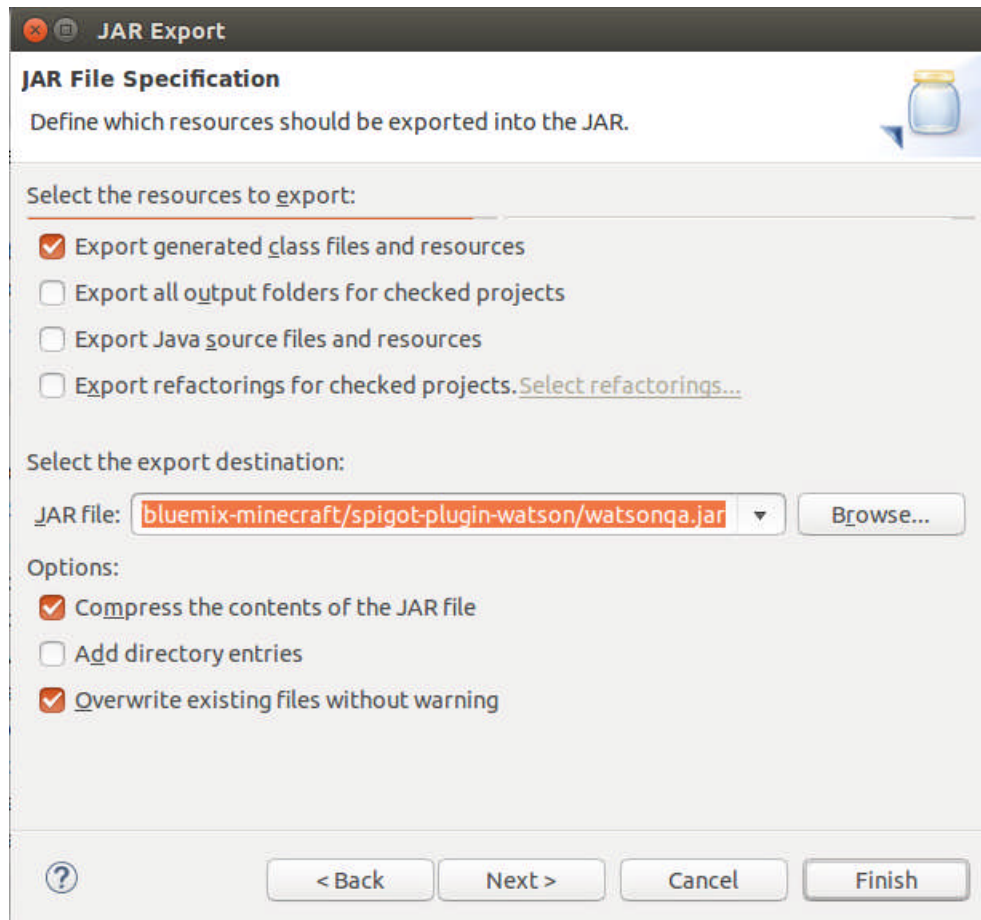 JAR Export
JAR File Specification
Define which resources should be exported into the JAR.
Select the resources to export:
Export generated class files and resources
Export all output folders for checked projects
Export Java source files and resources
Export refactorings for checked projects. Select refactorings...
Select the export destination:
JAR file: bluemix-minecraft/spigot-plugin-watson/watsonqa.jar Browse...
Options:
Compress the contents of the JAR file
Add directory entries
Overwrite existing files without warning
? < Back Next > Cancel Finish